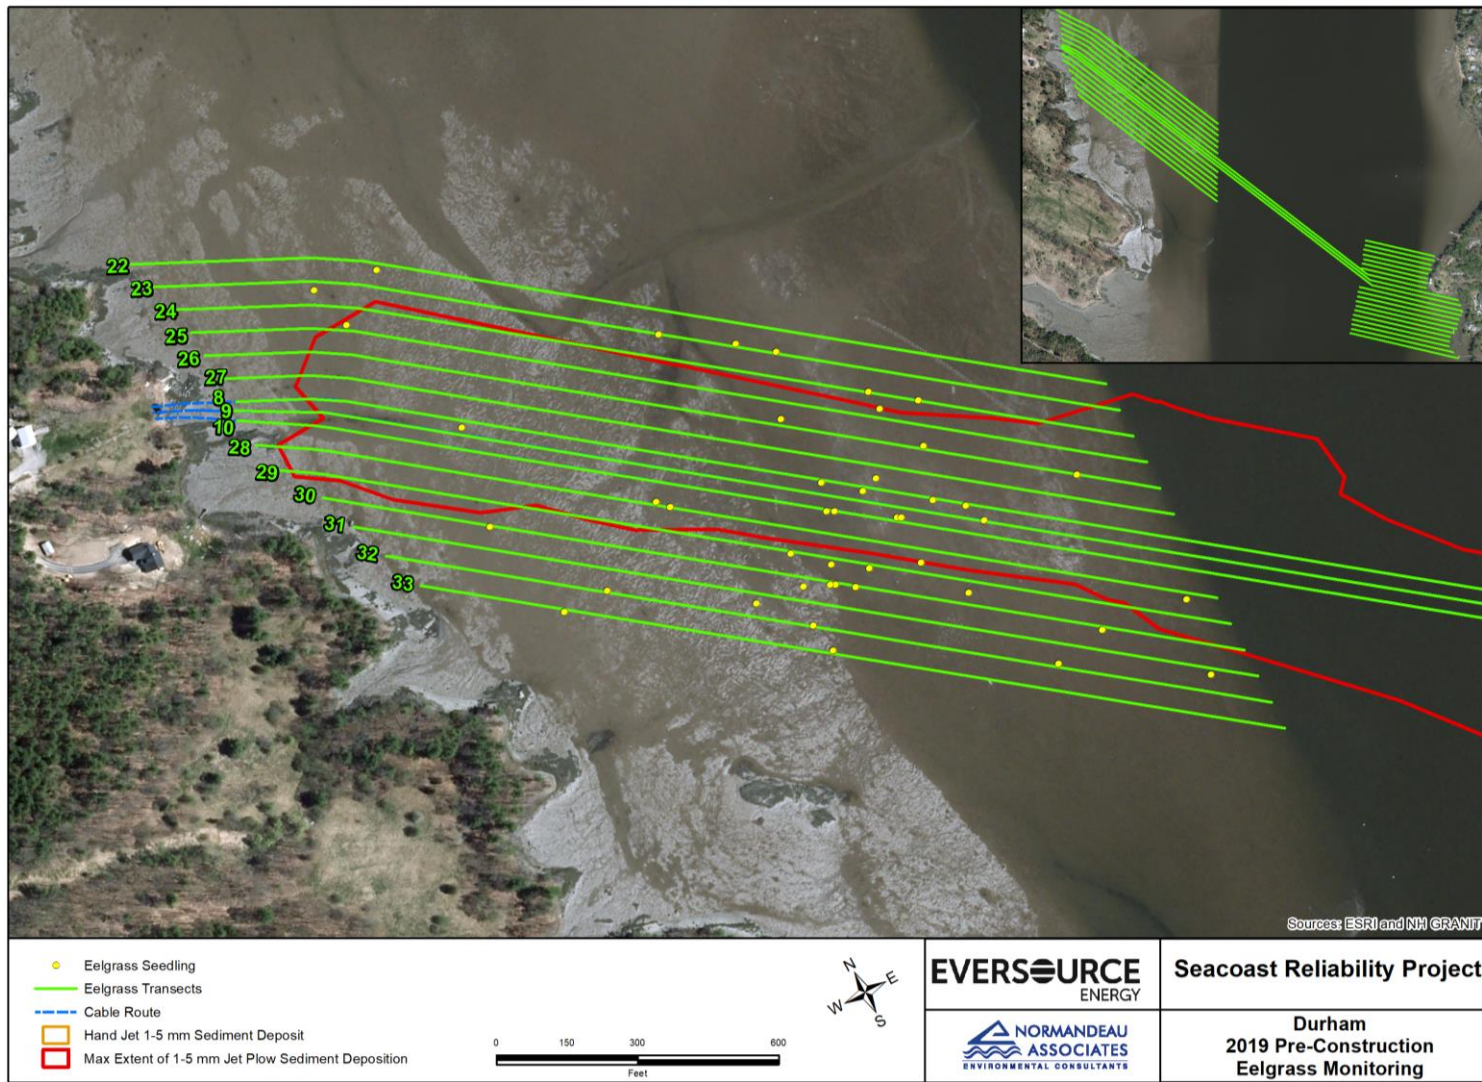 22
23
24
25
26
27
8
9
10
28
29
30
31
32
33
Sources: ESRI and NH GRANIT
Eelgrass Seedling
Eelgrass Transects
Cable Route
Hand Jet 1-5 mm Sediment Deposit
Max Extent of 1-5 mm Jet Plow Sediment Deposition
0 150 300 600
Feet
N
E
W
S
EVERSOURCE
ENERGY
NORMANDEAU
ASSOCIATES
ENVIRONMENTAL CONSULTANTS
Seacoast Reliability Project
Durham
2019 Pre-Construction
Eelgrass Monitoring